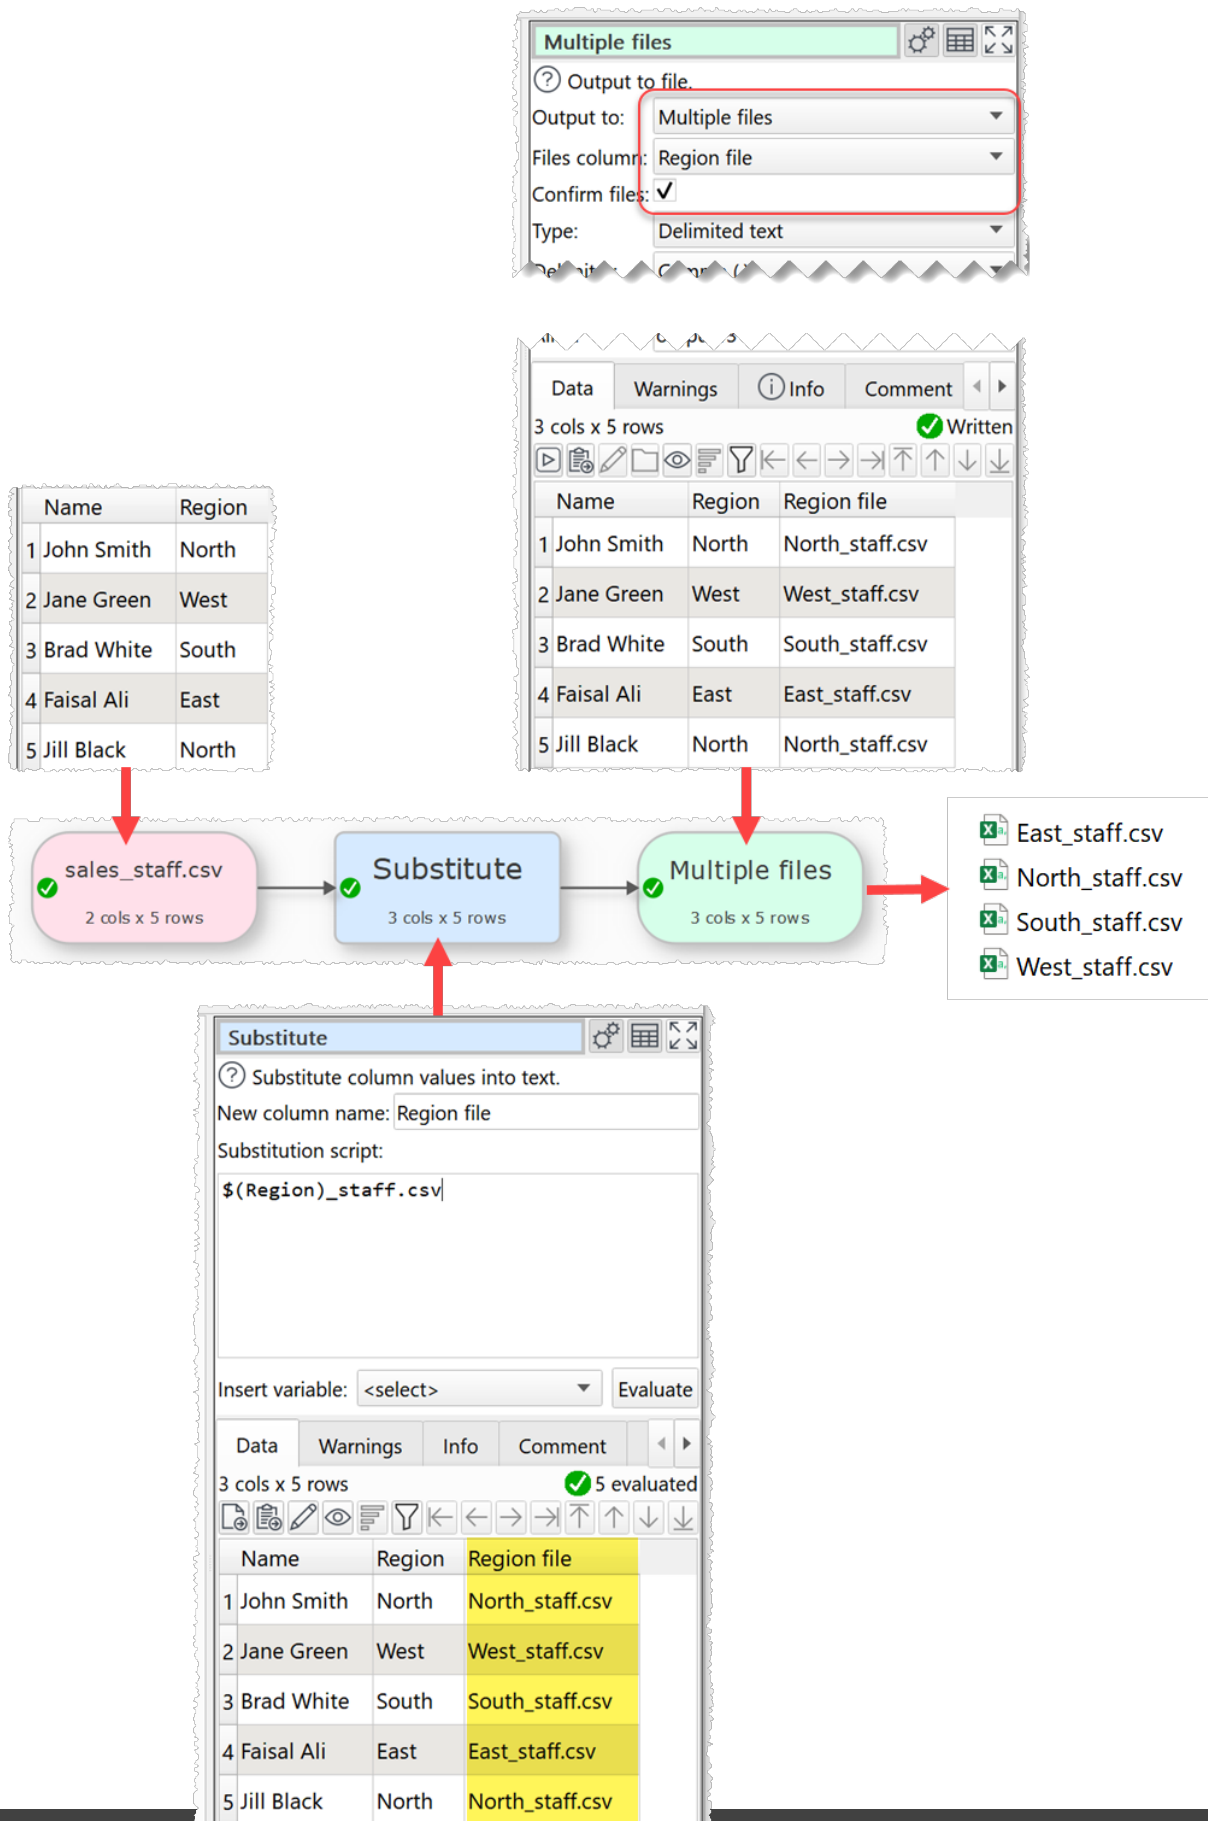 Multiple files
Output to file.
Output to: Multiple files
Files column: Region file
Confirm files:
Type: Delimited text
Data Warnings Info Comment
3 cols x 5 rows Written
Name Region Region file
1 John Smith North North_staff.csv
2 Jane Green West West_staff.csv
3 Brad White South South_staff.csv
4 Faisal Ali East East_staff.csv
5 Jill Black North North_staff.csv
Name Region
1 John Smith North
2 Jane Green West
3 Brad White South
4 Faisal Ali East
5 Jill Black North
sales_staff.csv
2 cols x 5 rows
Substitute
3 cols x 5 rows
Multiple files
3 cols x 5 rows
East_staff.csv
North_staff.csv
South_staff.csv
West_staff.csv
Substitute
Substitute column values into text.
New column name: Region file
Substitution script:
$(Region)_staff.csv
Insert variable: <select> Evaluate
Data Warnings Info Comment
3 cols x 5 rows 5 evaluated
Name Region Region file
1 John Smith North North_staff.csv
2 Jane Green West West_staff.csv
3 Brad White South South_staff.csv
4 Faisal Ali East East_staff.csv
5 Jill Black North North_staff.csv